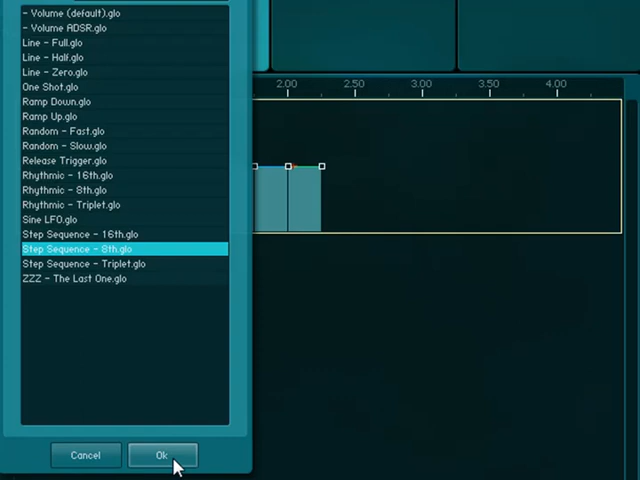 - Volume (default).glo
- Volume ADSR.glo
Line - Full.glo
Line - Half.glo
Line - Zero.glo
One Shot.glo
Ramp Down.glo
Ramp Up.glo
Random - Fast.glo
Random - Slow.glo
Release Trigger.glo
Rhythmic - 16th.glo
Rhythmic - 8th.glo
Rhythmic - Triplet.glo
Sine LFO.glo
Step Sequence - 16th.glo
Step Sequence - 8th.glo
Step Sequence - Triplet.glo
ZZZ - The Last One.glo
Cancel Ok
2.00 2.50 3.00 3.50 4.00